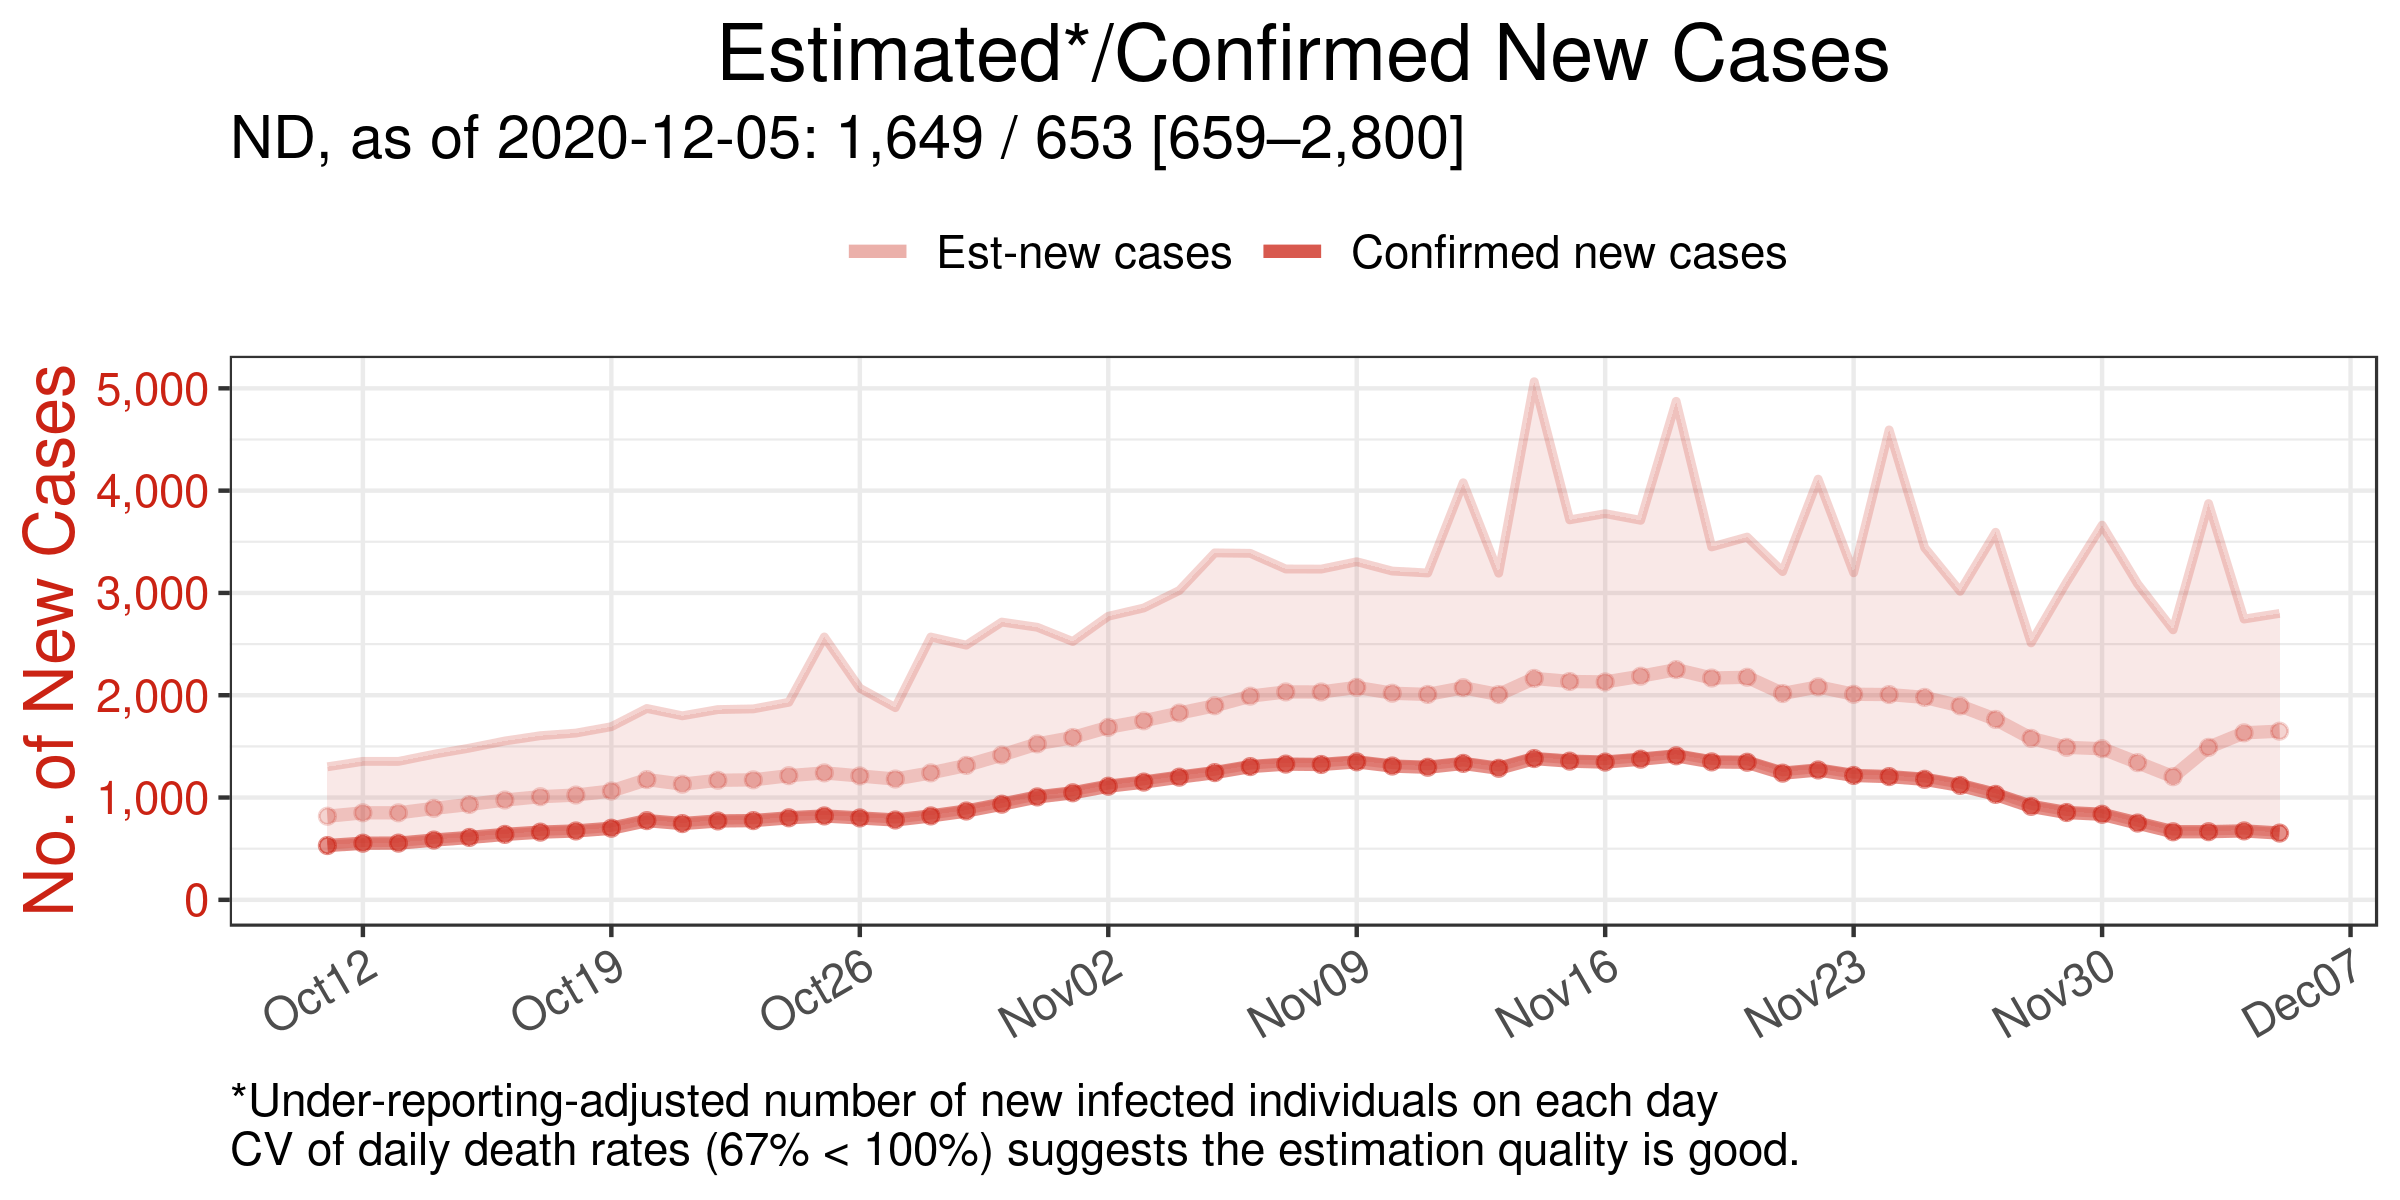 Estimated*/Confirmed New Cases
ND, as of 2020-12-05: 1,649 / 653 [659–2,800]
Est-new cases
Confirmed new cases
No. of New Cases
5,000
4,000
3,000
2,000
1,000
0
Oct12
Oct19
Oct26
Nov02
Nov09
Nov16
Nov23
Nov30
Dec07
*Under-reporting-adjusted number of new infected individuals on each day
CV of daily death rates (67% < 100%) suggests the estimation quality is good.